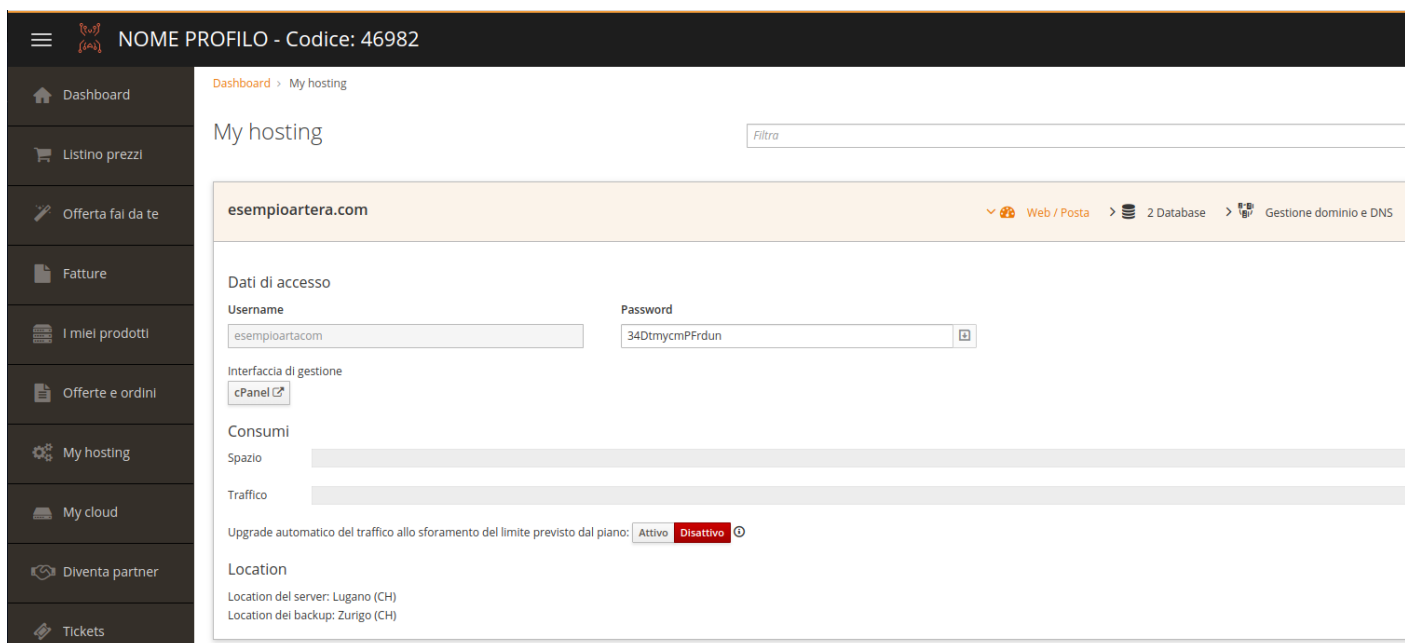 NOME PROFILO - Codice: 46982
Dashboard
Listino prezzi
Offerta fai da te
Fatture
I miei prodotti
Offerte e ordini
My hosting
My cloud
Diventa partner
Tickets
Dashboard › My hosting
My hosting
Filtra
esempioartera.com
Web / Posta
2 Database
Gestione dominio e DNS
Dati di accesso
Username
Password
esempioartacom
34DtmycmPFrdun
Interfaccia di gestione
cPanel
Consumi
Spazio
Traffico
Upgrade automatico del traffico allo sforamento del limite previsto dal piano: Attivo Disattivo
Location
Location del server: Lugano (CH)
Location dei backup: Zurigo (CH)